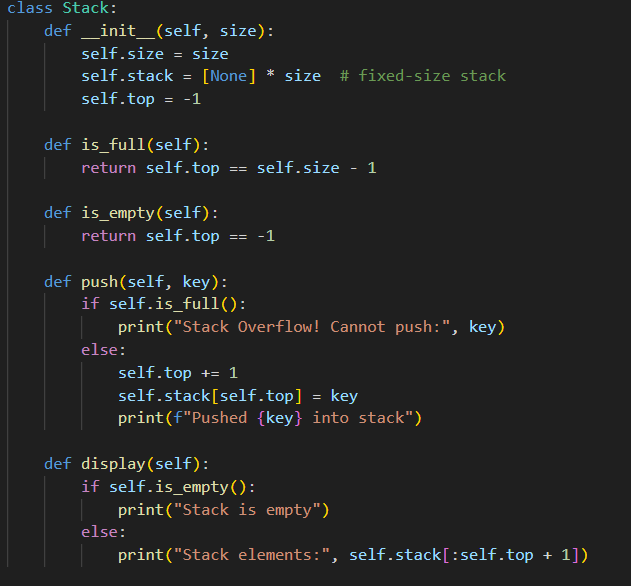 class Stack:
    def __init__(self, size):
        self.size = size
        self.stack = [None] * size  # fixed-size stack
        self.top = -1

    def is_full(self):
        return self.top == self.size - 1

    def is_empty(self):
        return self.top == -1

    def push(self, key):
        if self.is_full():
            print("Stack Overflow! Cannot push:", key)
        else:
            self.top += 1
            self.stack[self.top] = key
            print(f"Pushed {key} into stack")

    def display(self):
        if self.is_empty():
            print("Stack is empty")
        else:
            print("Stack elements:", self.stack[:self.top + 1])